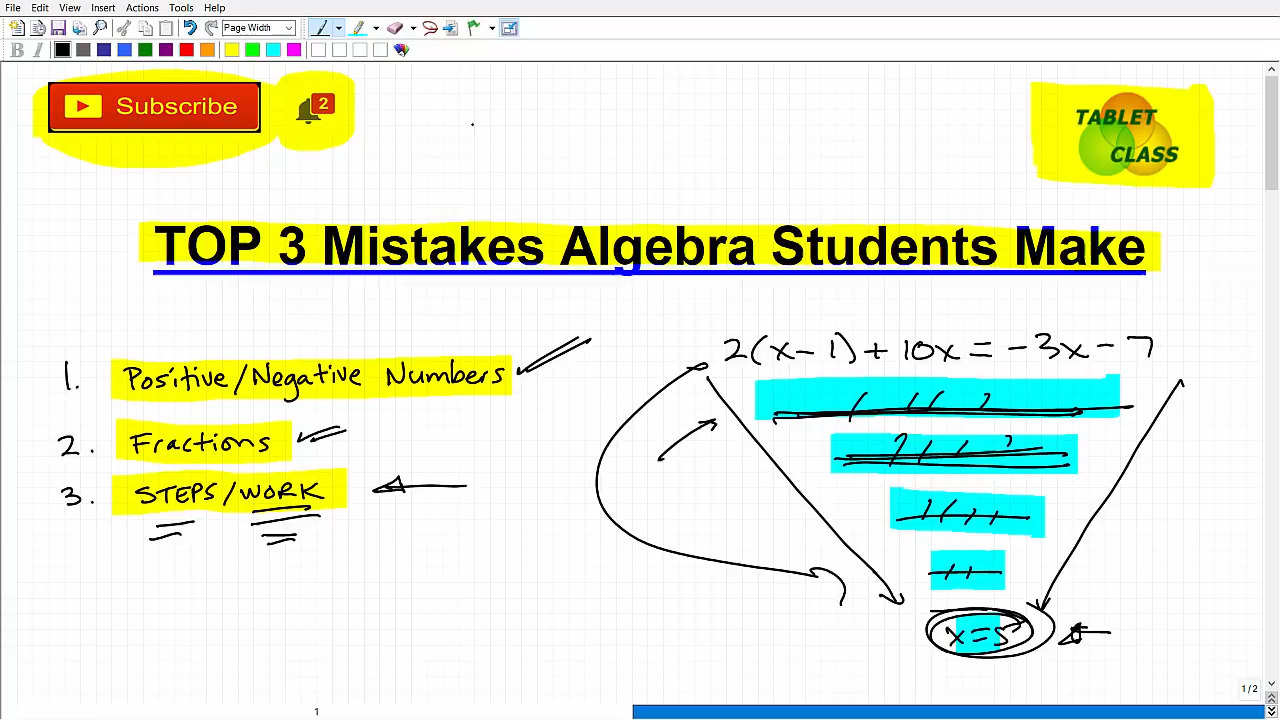 File Edit View Insert Actions Tools Help
Page Width
B I
Subscribe 2
TABLET
CLASS
TOP 3 Mistakes Algebra Students Make
1. Positive/Negative Numbers
2. Fractions
3. STEPS/WORK
2(x-1)+10x=-3x-7
x=5
1/2
1